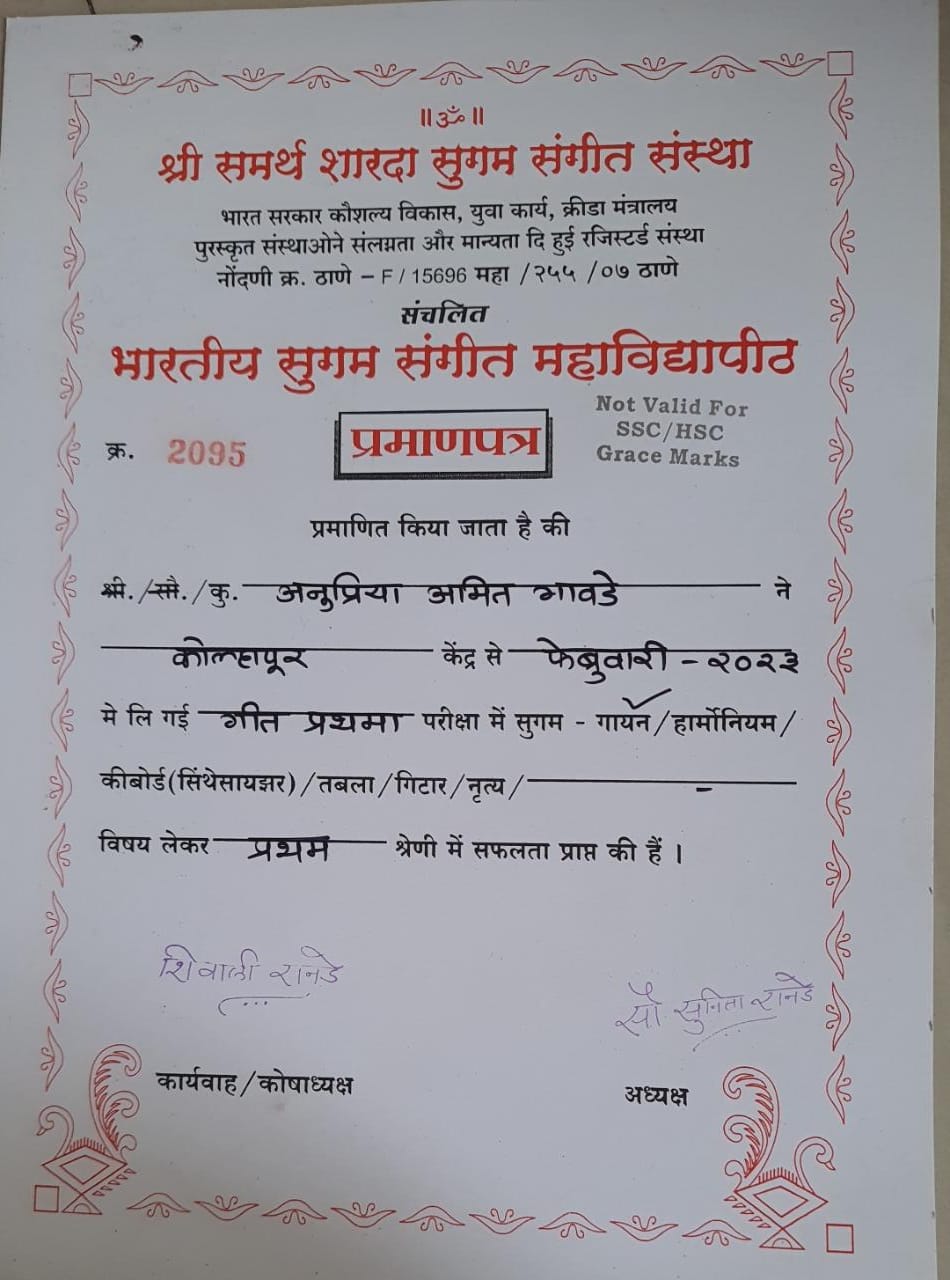 ॥ॐ॥
श्री समर्थ शारदा सुगम संगीत संस्था
भारत सरकार कौशल्य विकास, युवा कार्य, क्रीडा मंत्रालय
पुरस्कृत संस्थाओने संलग्नता और मान्यता दि हुई रजिस्टर्ड संस्था
नोंदणी क्र. ठाणे – F / 15696 महा /२५५ /०७ ठाणे
संचलित
भारतीय सुगम संगीत महाविद्यापीठ
Not Valid For
SSC/HSC
Grace Marks
क्र. 2095
प्रमाणपत्र
प्रमाणित किया जाता है की
श्री. /सौ. /कु. अनुप्रिया अमित गावडे ने
कोल्हापूर केंद्र से फेब्रुवारी - २०२३
मे लि गई गीत प्रथमा परीक्षा में सुगम - गायन / हार्मोनियम /
कीबोर्ड (सिंथेसायझर) / तबला / गिटार / नृत्य / -
विषय लेकर प्रथम श्रेणी में सफलता प्राप्त की हैं ।
शिवाली रानडे
सौ सुनिता रानडे
कार्यवाह / कोषाध्यक्ष
अध्यक्ष